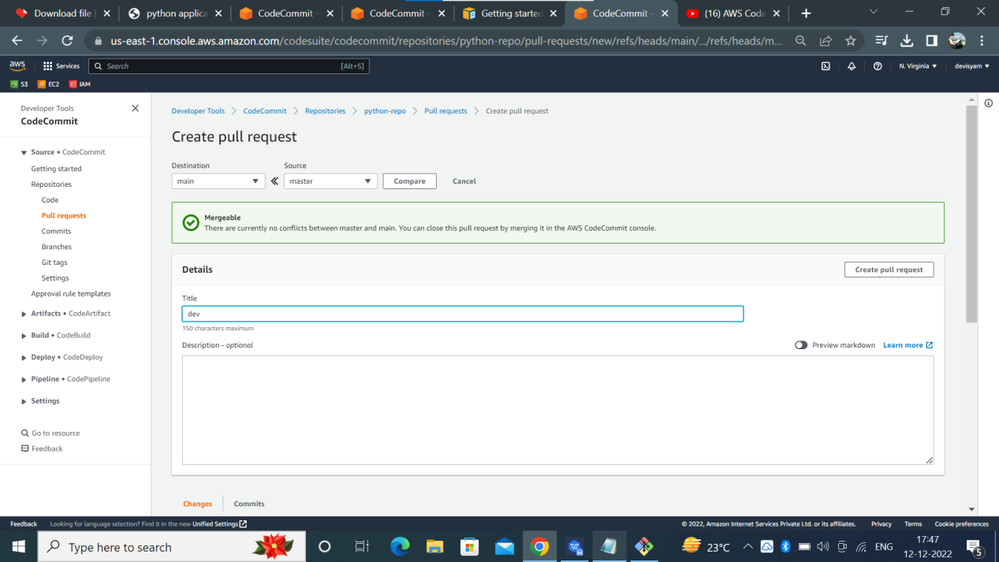 Download file
python applica
CodeCommit -
CodeCommit -
Getting started
CodeCommit -
(16) AWS Code
us-east-1.console.aws.amazon.com/codesuite/codecommit/repositories/python-repo/pull-requests/new/refs/heads/main/.../refs/heads/m...
aws
Services
Search
[Alt+S]
N. Virginia
devisyam
S3
EC2
IAM
Developer Tools
CodeCommit
Source • CodeCommit
Getting started
Repositories
Code
Pull requests
Commits
Branches
Git tags
Settings
Approval rule templates
Artifacts • CodeArtifact
Build • CodeBuild
Deploy • CodeDeploy
Pipeline • CodePipeline
Settings
Go to resource
Feedback
Developer Tools
CodeCommit
Repositories
python-repo
Pull requests
Create pull request
Create pull request
Destination
Source
main
master
Compare
Cancel
Mergeable
There are currently no conflicts between master and main. You can close this pull request by merging it in the AWS CodeCommit console.
Details
Create pull request
Title
dev
150 characters maximum
Description - optional
Preview markdown
Learn more
Changes
Commits
Feedback
Looking for language selection? Find it in the new Unified Settings
© 2022, Amazon Internet Services Private Ltd. or its affiliates.
Privacy
Terms
Cookie preferences
Type here to search
23°C
ENG
17:47
12-12-2022
5